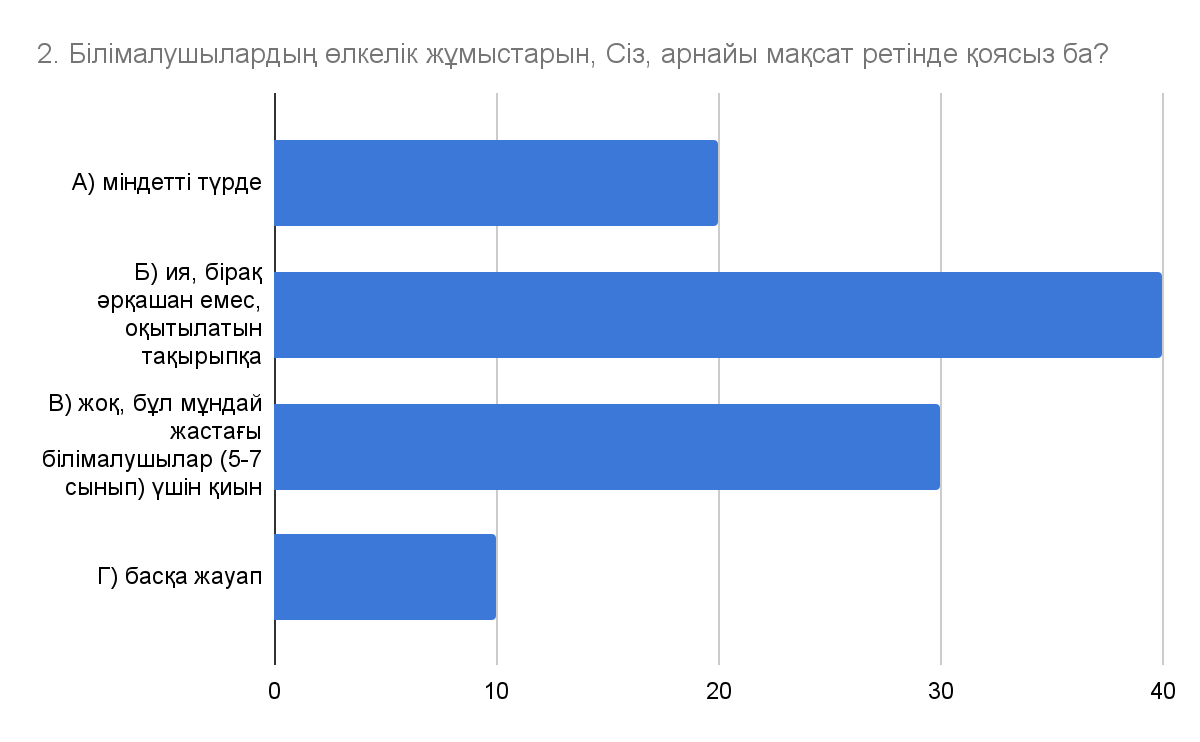 2. Білімалушылардың өлкелік жұмыстарын, Сіз, арнайы мақсат ретінде қоясыз ба?
А) міндетті түрде
Б) ия, бірақ
әрқашан емес,
оқытылатын
тақырыпқа
В) жоқ, бұл мұндай
жастағы
білімалушылар (5-7
сынып) үшін қиын
Г) басқа жауап
0 10 20 30 40